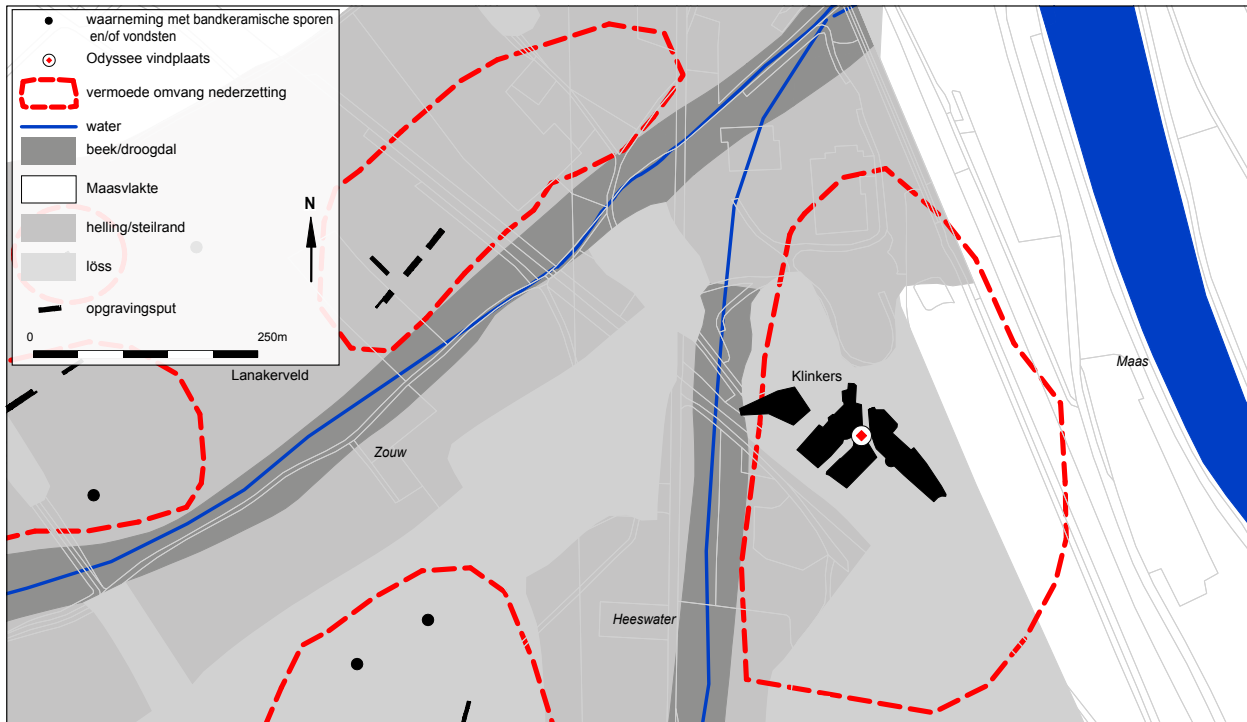 waarneming met bandkeramische sporen
en/of vondsten
Odyssee vindplaats
vermoede omvang nederzetting
water
beek/droogdal
Maasvlakte
helling/steilrand
löss
opgravingsput
N
0 250m
Lanakerveld
Klinkers
Maas
Zouw
Heeswater